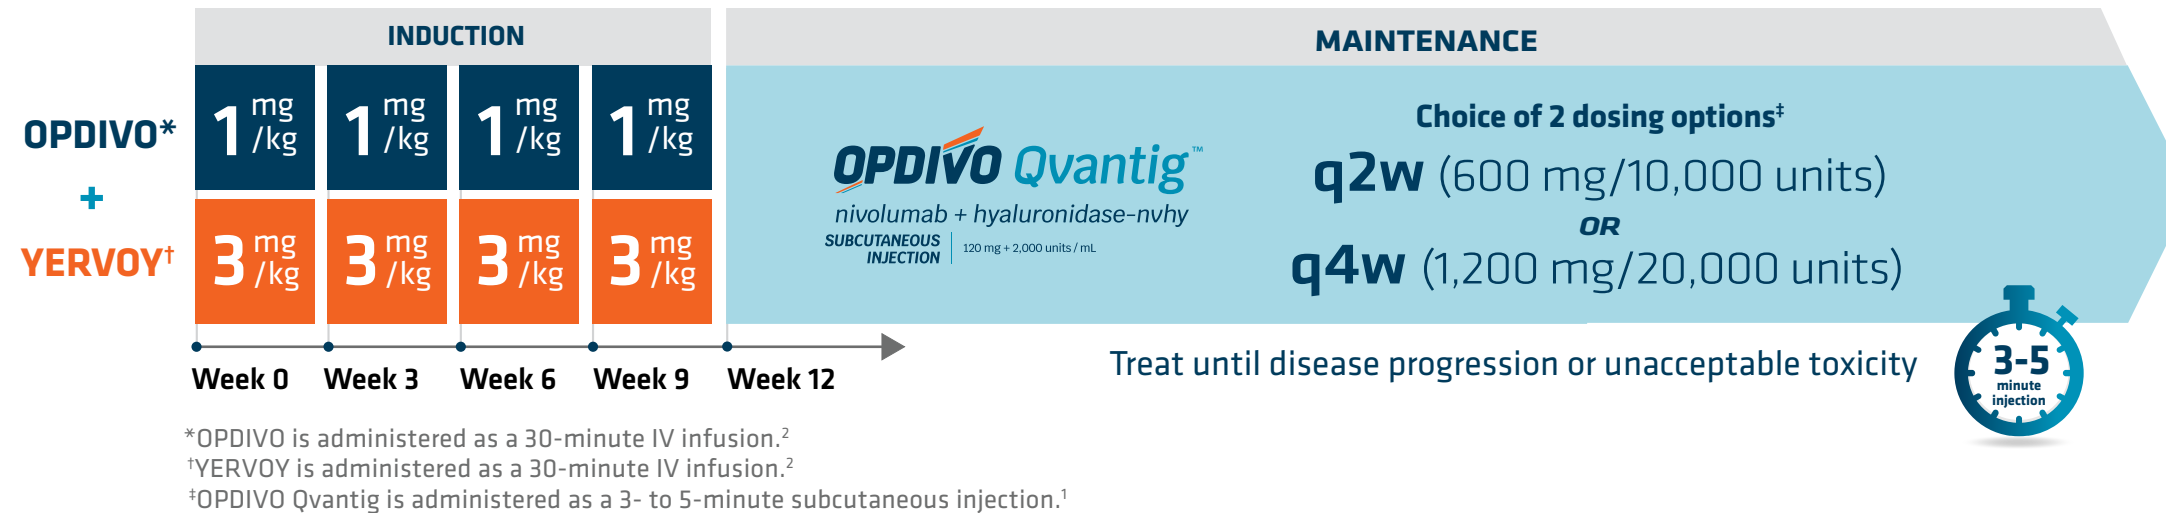 INDUCTION
MAINTENANCE
OPDIVO*
+
YERVOY†
1 mg/kg
1 mg/kg
1 mg/kg
1 mg/kg
3 mg/kg
3 mg/kg
3 mg/kg
3 mg/kg
OPDIVO Qvantig™
nivolumab + hyaluronidase-nvhy
SUBCUTANEOUS INJECTION | 120 mg + 2,000 units / mL
Choice of 2 dosing options‡
q2w (600 mg/10,000 units)
OR
q4w (1,200 mg/20,000 units)
Week 0 Week 3 Week 6 Week 9 Week 12
Treat until disease progression or unacceptable toxicity
3-5
minute
injection
*OPDIVO is administered as a 30-minute IV infusion.²
†YERVOY is administered as a 30-minute IV infusion.²
‡OPDIVO Qvantig is administered as a 3- to 5-minute subcutaneous injection.¹